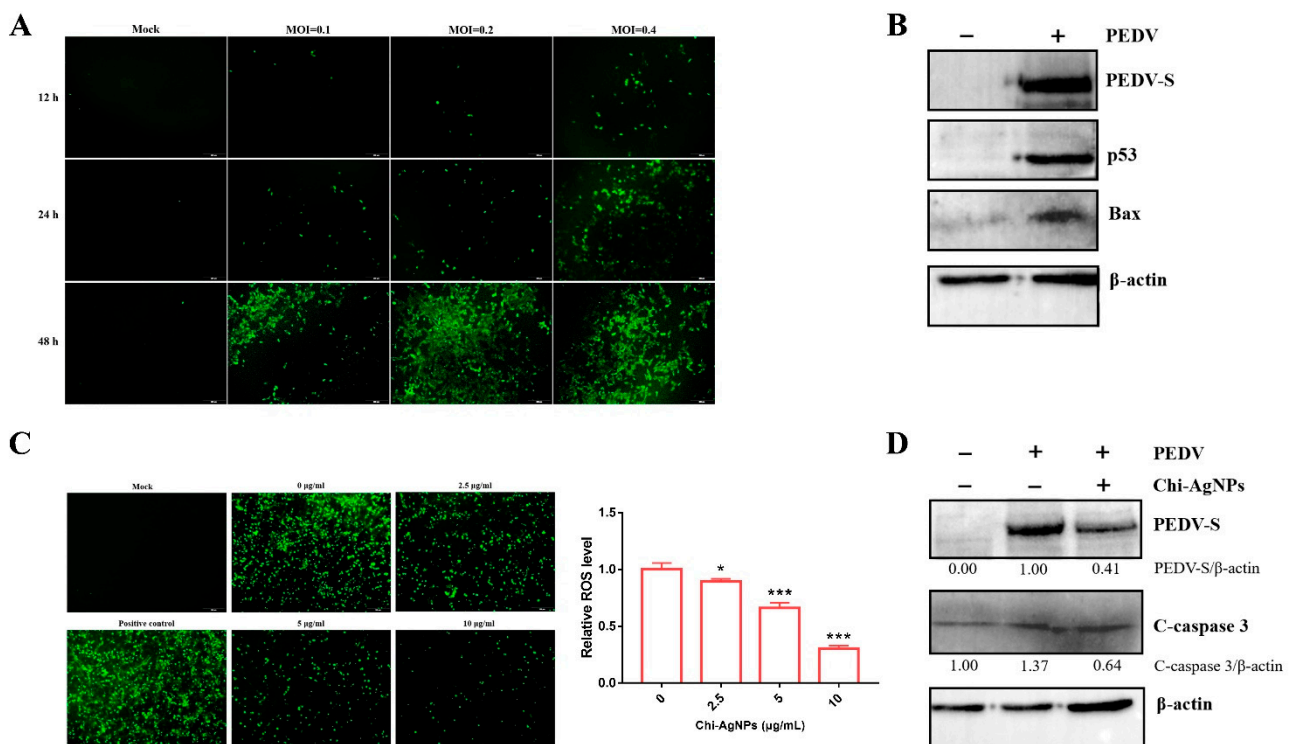 A
Mock MOI=0.1 MOI=0.2 MOI=0.4
12 h
24 h
48 h
B
− + PEDV
PEDV-S
p53
Bax
β-actin
C
Mock 0 μg/ml 2.5 μg/ml
Positive control 5 μg/ml 10 μg/ml
Relative ROS level
1.5
1.0
0.5
0.0
* *** ***
0 2.5 5 10
Chi-AgNPs (μg/mL)
D
− + + PEDV
− − + Chi-AgNPs
PEDV-S
0.00 1.00 0.41 PEDV-S/β-actin
C-caspase 3
1.00 1.37 0.64 C-caspase 3/β-actin
β-actin